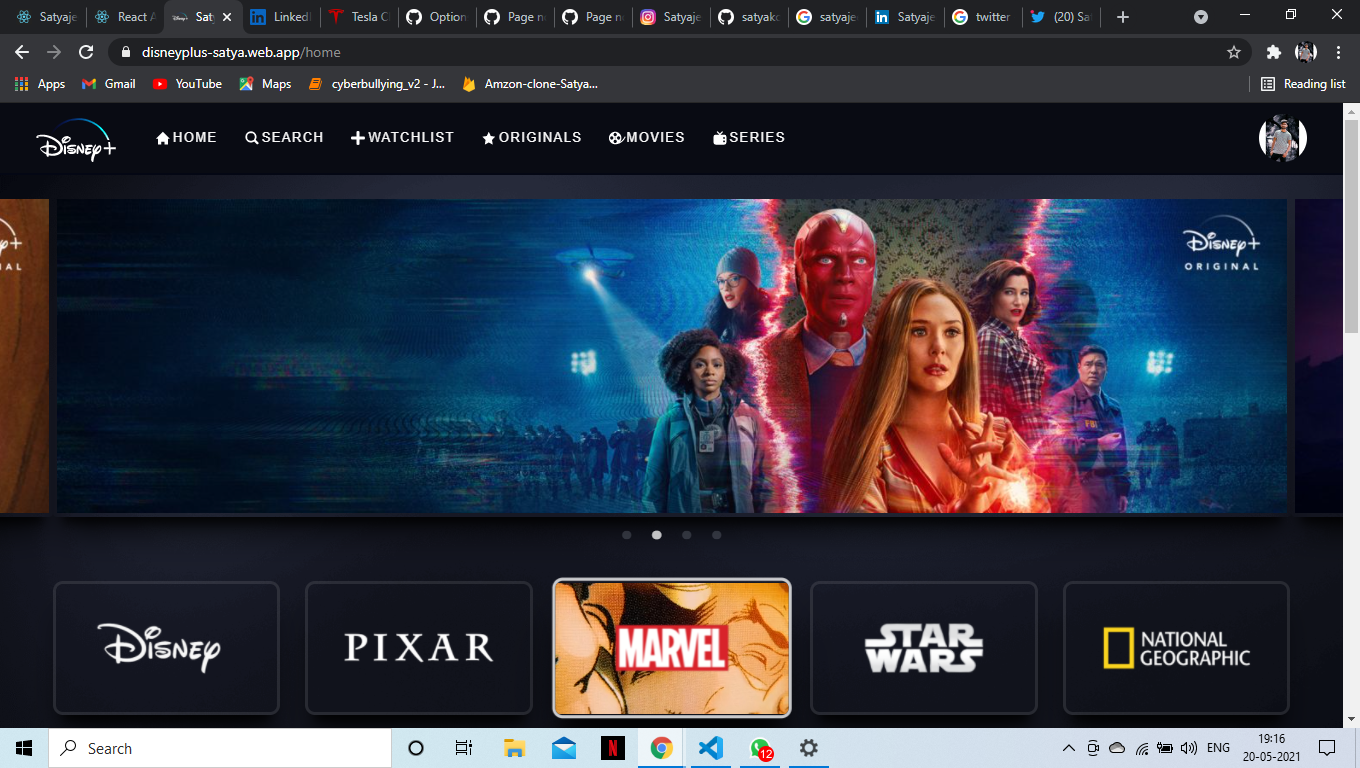 Satyaje
React A
Saty
LinkedI
Tesla C
Option
Page n
Page n
Satyaje
satyako
satyaje
Satyaje
twitter
(20) Sa
disneyplus-satya.web.app/home
Apps
Gmail
YouTube
Maps
cyberbullying_v2 - J...
Amzon-clone-Satya...
Reading list
Disney+
HOME
SEARCH
WATCHLIST
ORIGINALS
MOVIES
SERIES
Disney+
ORIGINAL
Disney
PIXAR
MARVEL
STAR
WARS
NATIONAL
GEOGRAPHIC
Search
12
ENG
19:16
20-05-2021